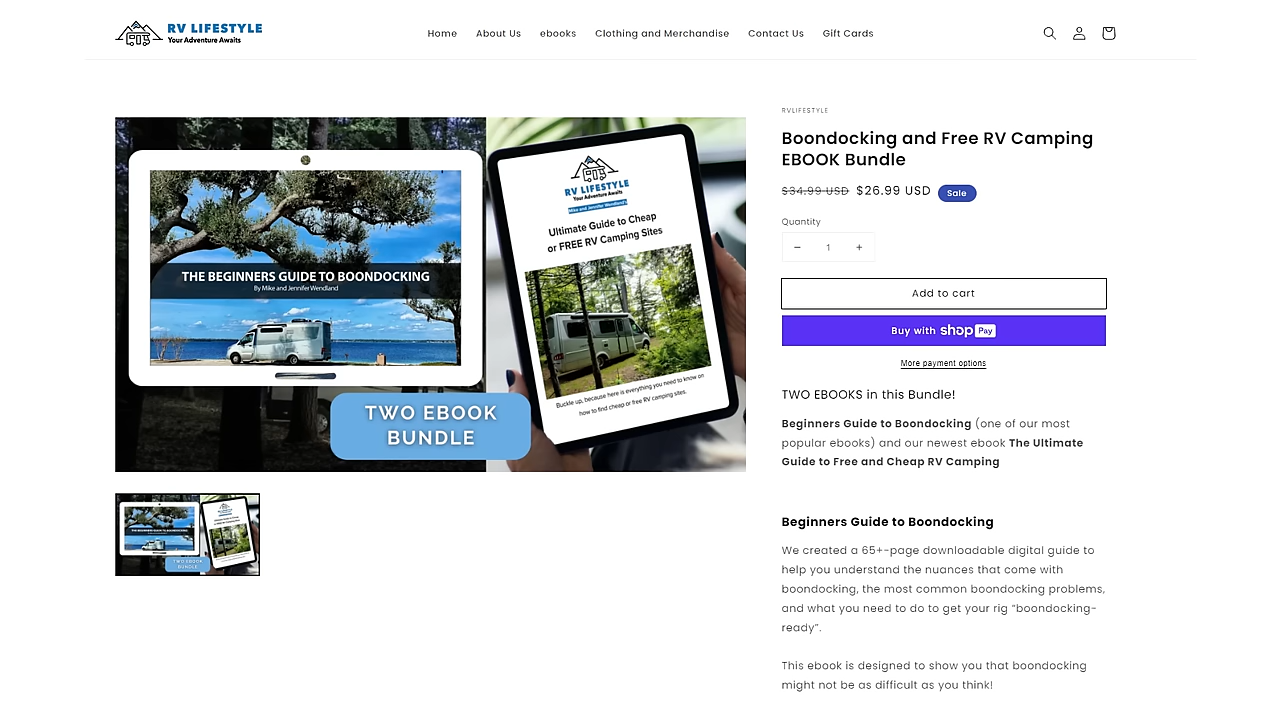 RV LIFESTYLE
Your Adventure Awaits
Home About Us ebooks Clothing and Merchandise Contact Us Gift Cards
THE BEGINNERS GUIDE TO BOONDOCKING
By Mike and Jennifer Wendland
RV LIFESTYLE
Your Adventure Awaits
Mike and Jennifer Wendland's
Ultimate Guide to Cheap
or FREE RV Camping Sites
Buckle up, because here is everything you need to know on
how to find cheap or free RV camping sites.
TWO EBOOK
BUNDLE
THE BEGINNERS GUIDE TO BOONDOCKING
TWO EBOOK
BUNDLE
RVLIFESTYLE
Boondocking and Free RV Camping
EBOOK Bundle
$34.99 USD $26.99 USD Sale
Quantity
− 1 +
Add to cart
Buy with shop Pay
More payment options
TWO EBOOKS in this Bundle!
Beginners Guide to Boondocking (one of our most
popular ebooks) and our newest ebook The Ultimate
Guide to Free and Cheap RV Camping
Beginners Guide to Boondocking
We created a 65+-page downloadable digital guide to
help you understand the nuances that come with
boondocking, the most common boondocking problems,
and what you need to do to get your rig “boondocking-
ready”.
This ebook is designed to show you that boondocking
might not be as difficult as you think!